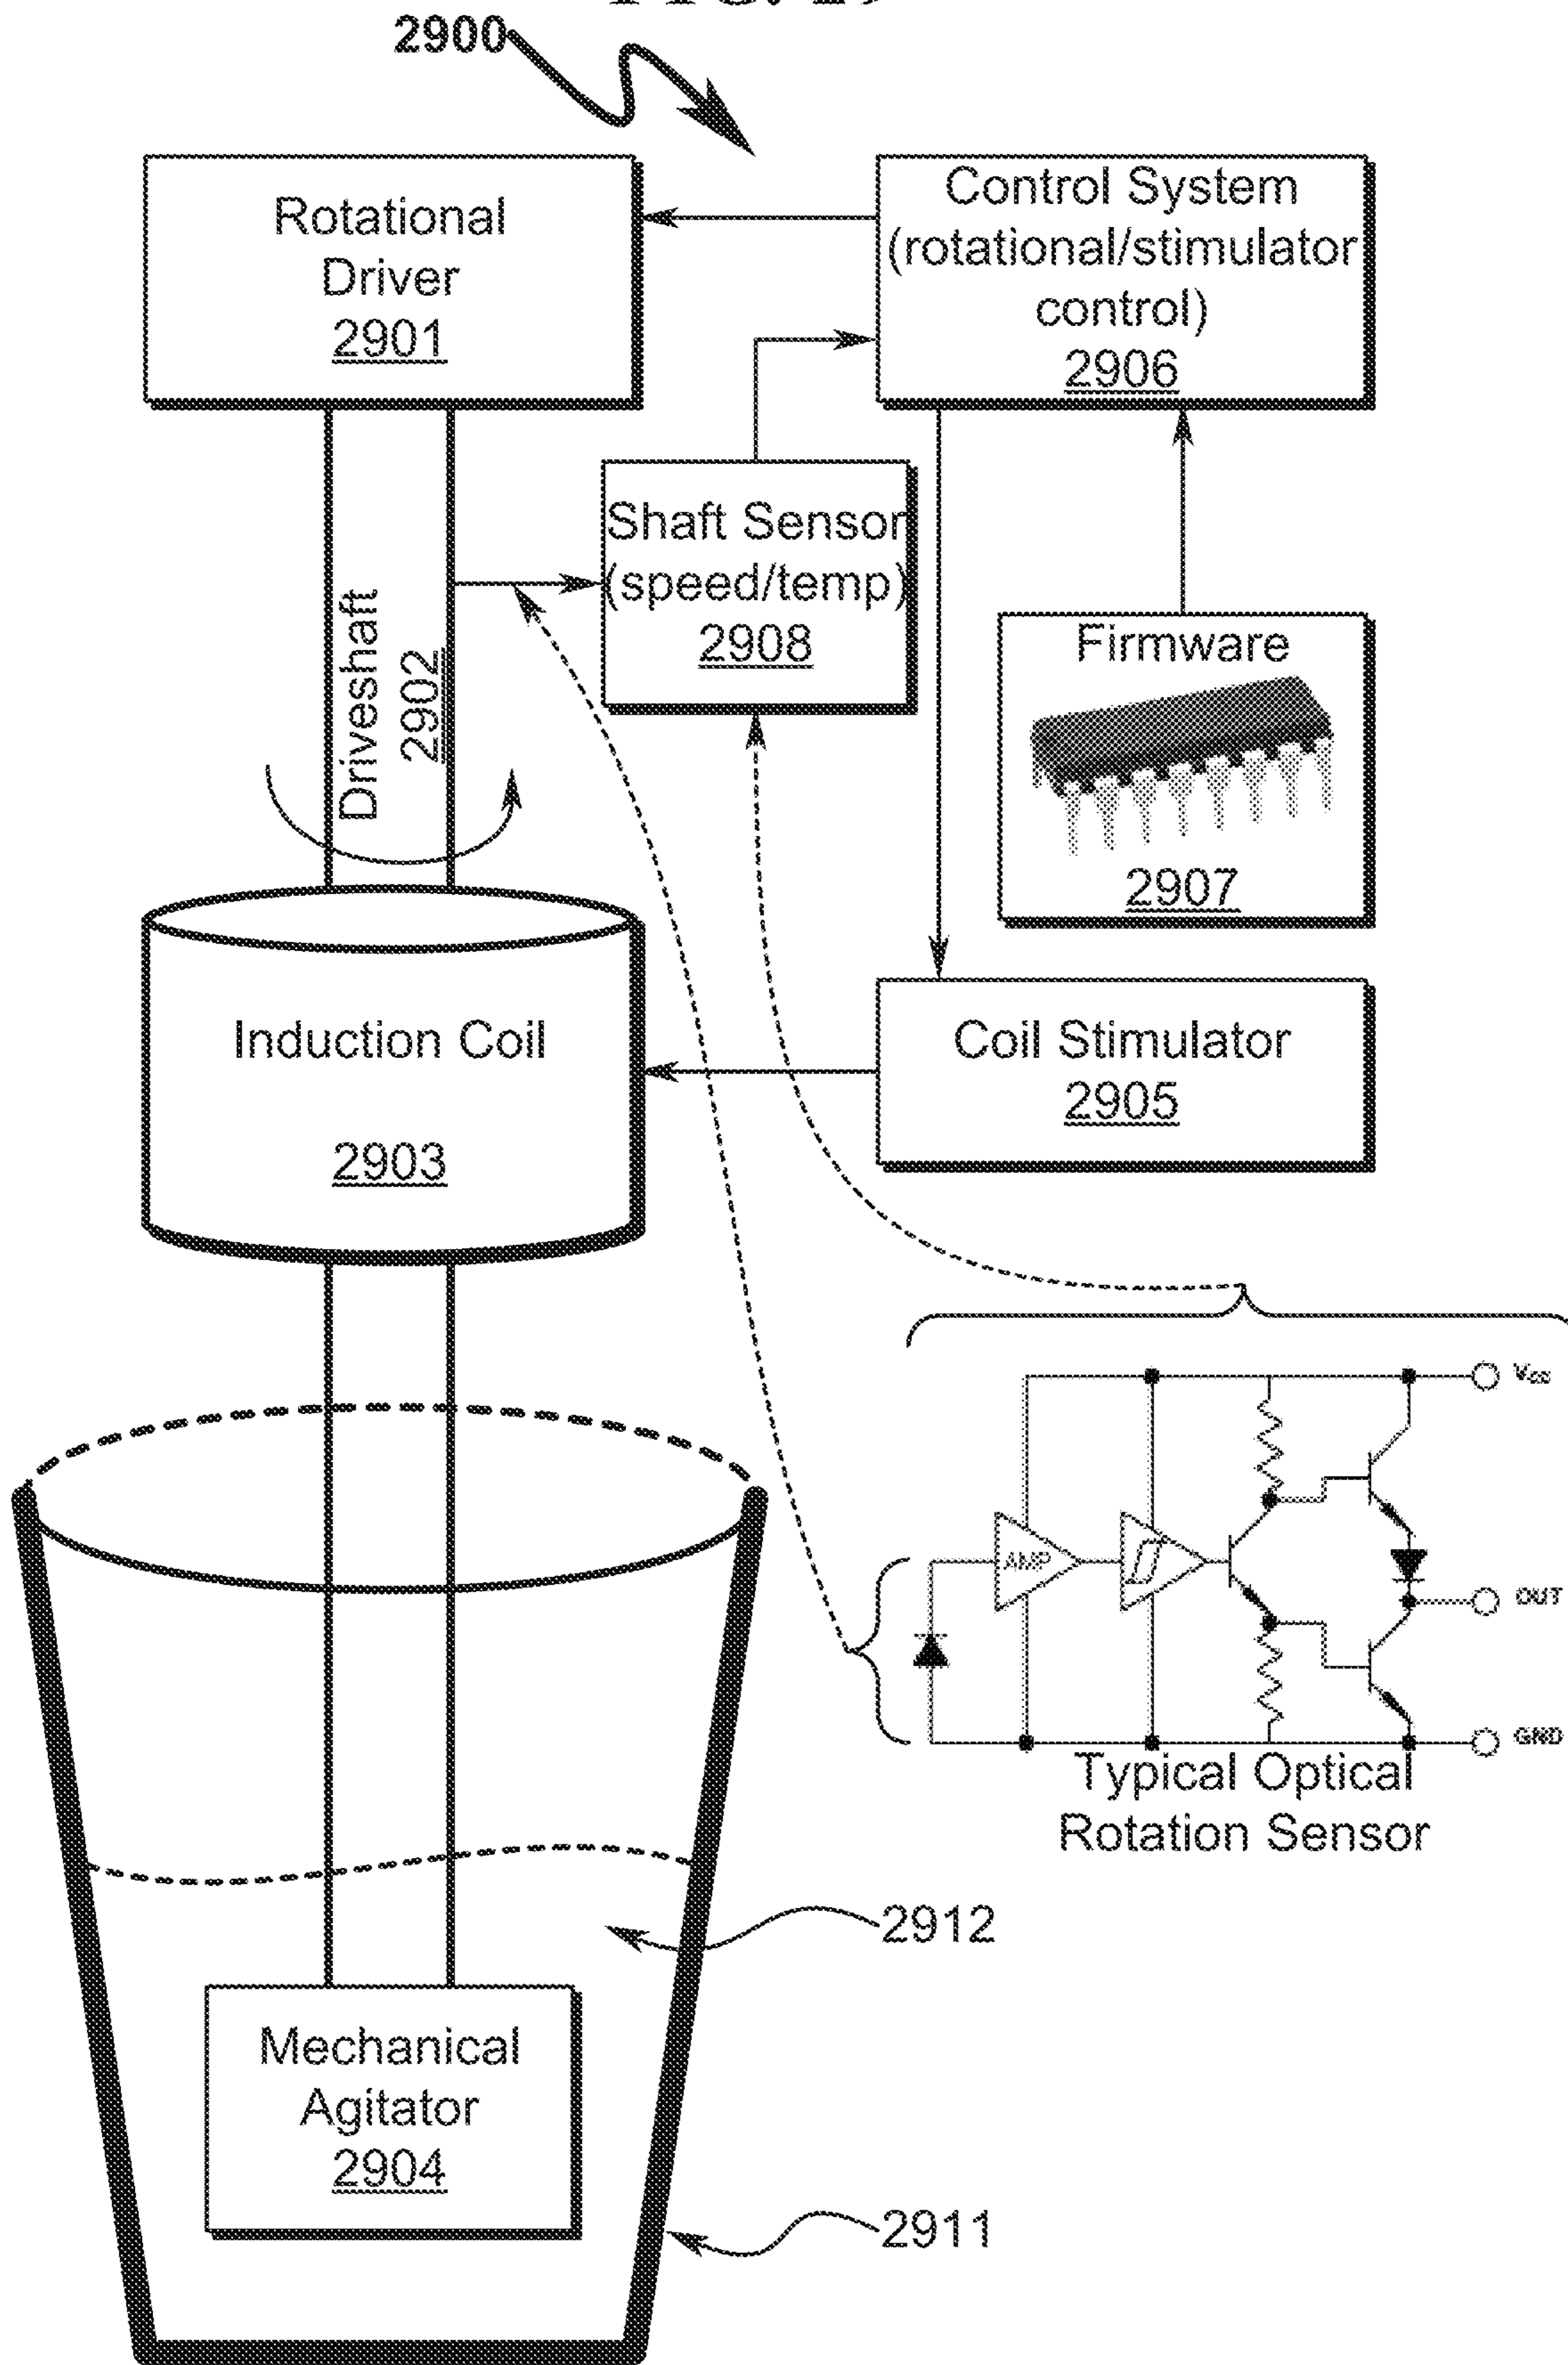 2900
Rotational
Driver
2901
Control System
(rotational/stimulator
control)
2906
Shaft Sensor
(speed/temp)
2908
Driveshaft
2902
Firmware
2907
Induction Coil
2903
Coil Stimulator
2905
Vcc
AMP
OUT
GND
Typical Optical
Rotation Sensor
2912
Mechanical
Agitator
2904
2911